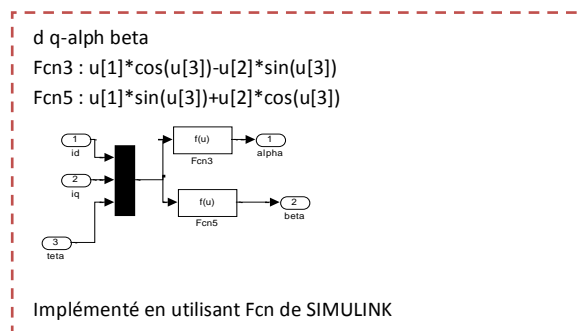 d q-alph beta
Fcn3 : u[1]*cos(u[3])-u[2]*sin(u[3])
Fcn5 : u[1]*sin(u[3])+u[2]*cos(u[3])
1
id
f(u)
Fcn3
1
alpha
2
iq
f(u)
Fcn5
2
beta
3
teta
Implémenté en utilisant Fcn de SIMULINK